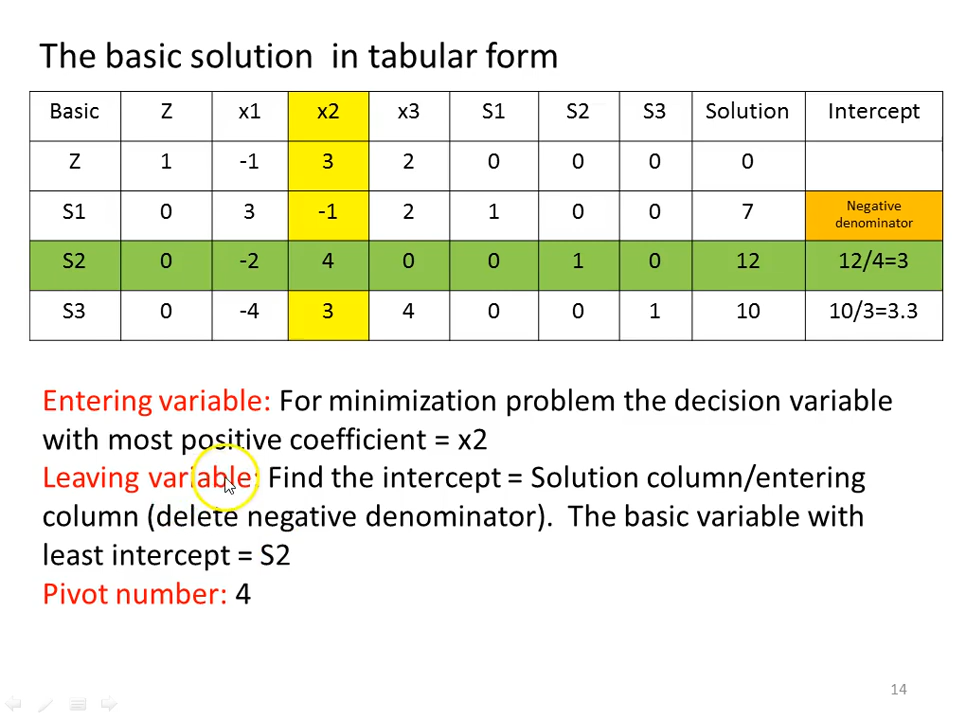 The basic solution in tabular form
Basic Z x1 x2 x3 S1 S2 S3 Solution Intercept
Z 1 -1 3 2 0 0 0 0
S1 0 3 -1 2 1 0 0 7 Negative denominator
S2 0 -2 4 0 0 1 0 12 12/4=3
S3 0 -4 3 4 0 0 1 10 10/3=3.3
Entering variable: For minimization problem the decision variable
with most positive coefficient = x2
Leaving variable: Find the intercept = Solution column/entering
column (delete negative denominator). The basic variable with
least intercept = S2
Pivot number: 4
14